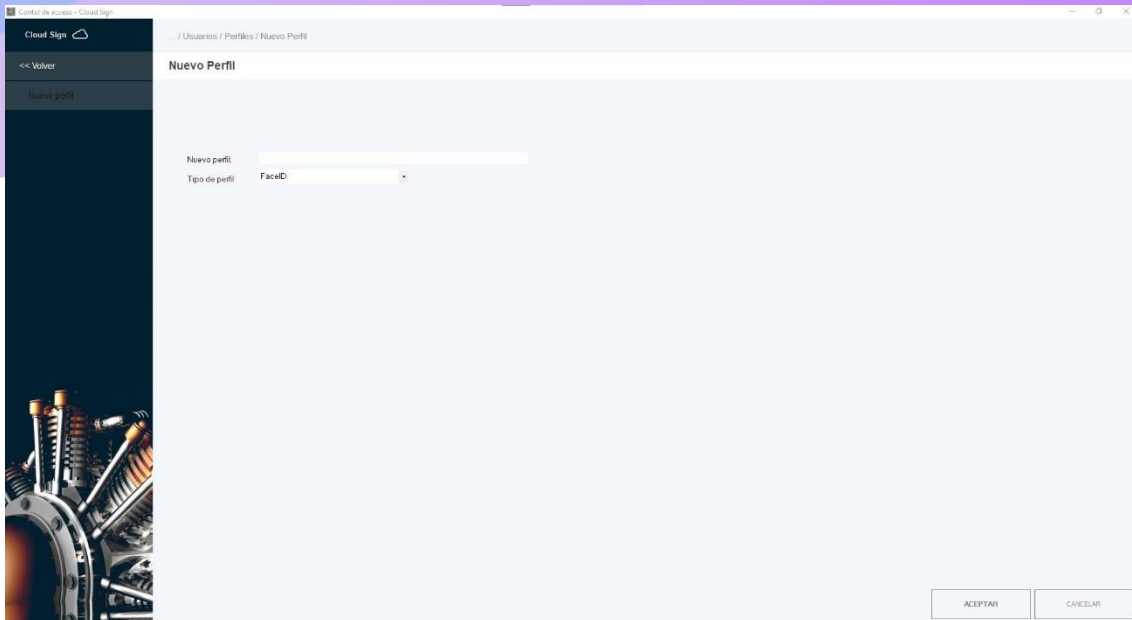 Contol de acceso - Cloud Sign
Cloud Sign
... / Usuarios / Perfiles / Nuevo Perfil
<< Volver
Nuevo Perfil
Nuevo perfil
Nuevo perfil:
Tipo de perfil:
FaceID
ACEPTAR
CANCELAR